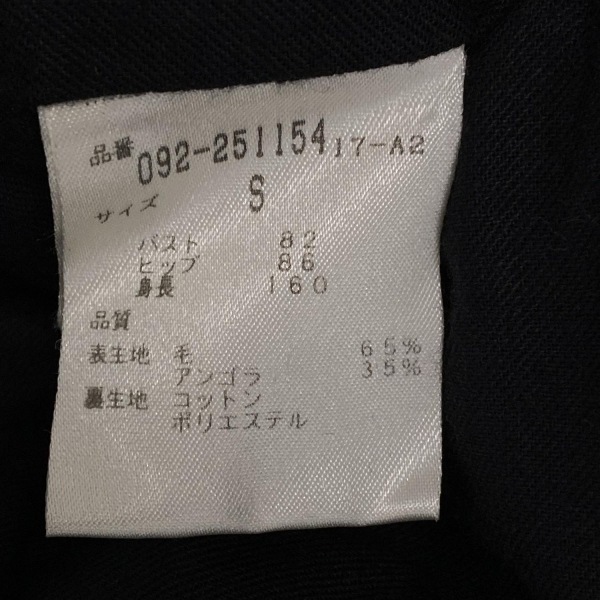 品番 092-251154 17-A2
サイズ S
バスト 82
ヒップ 86
身長 160
品質
表生地 毛 65%
アンゴラ 35%
裏生地 コットン
ポリエステル